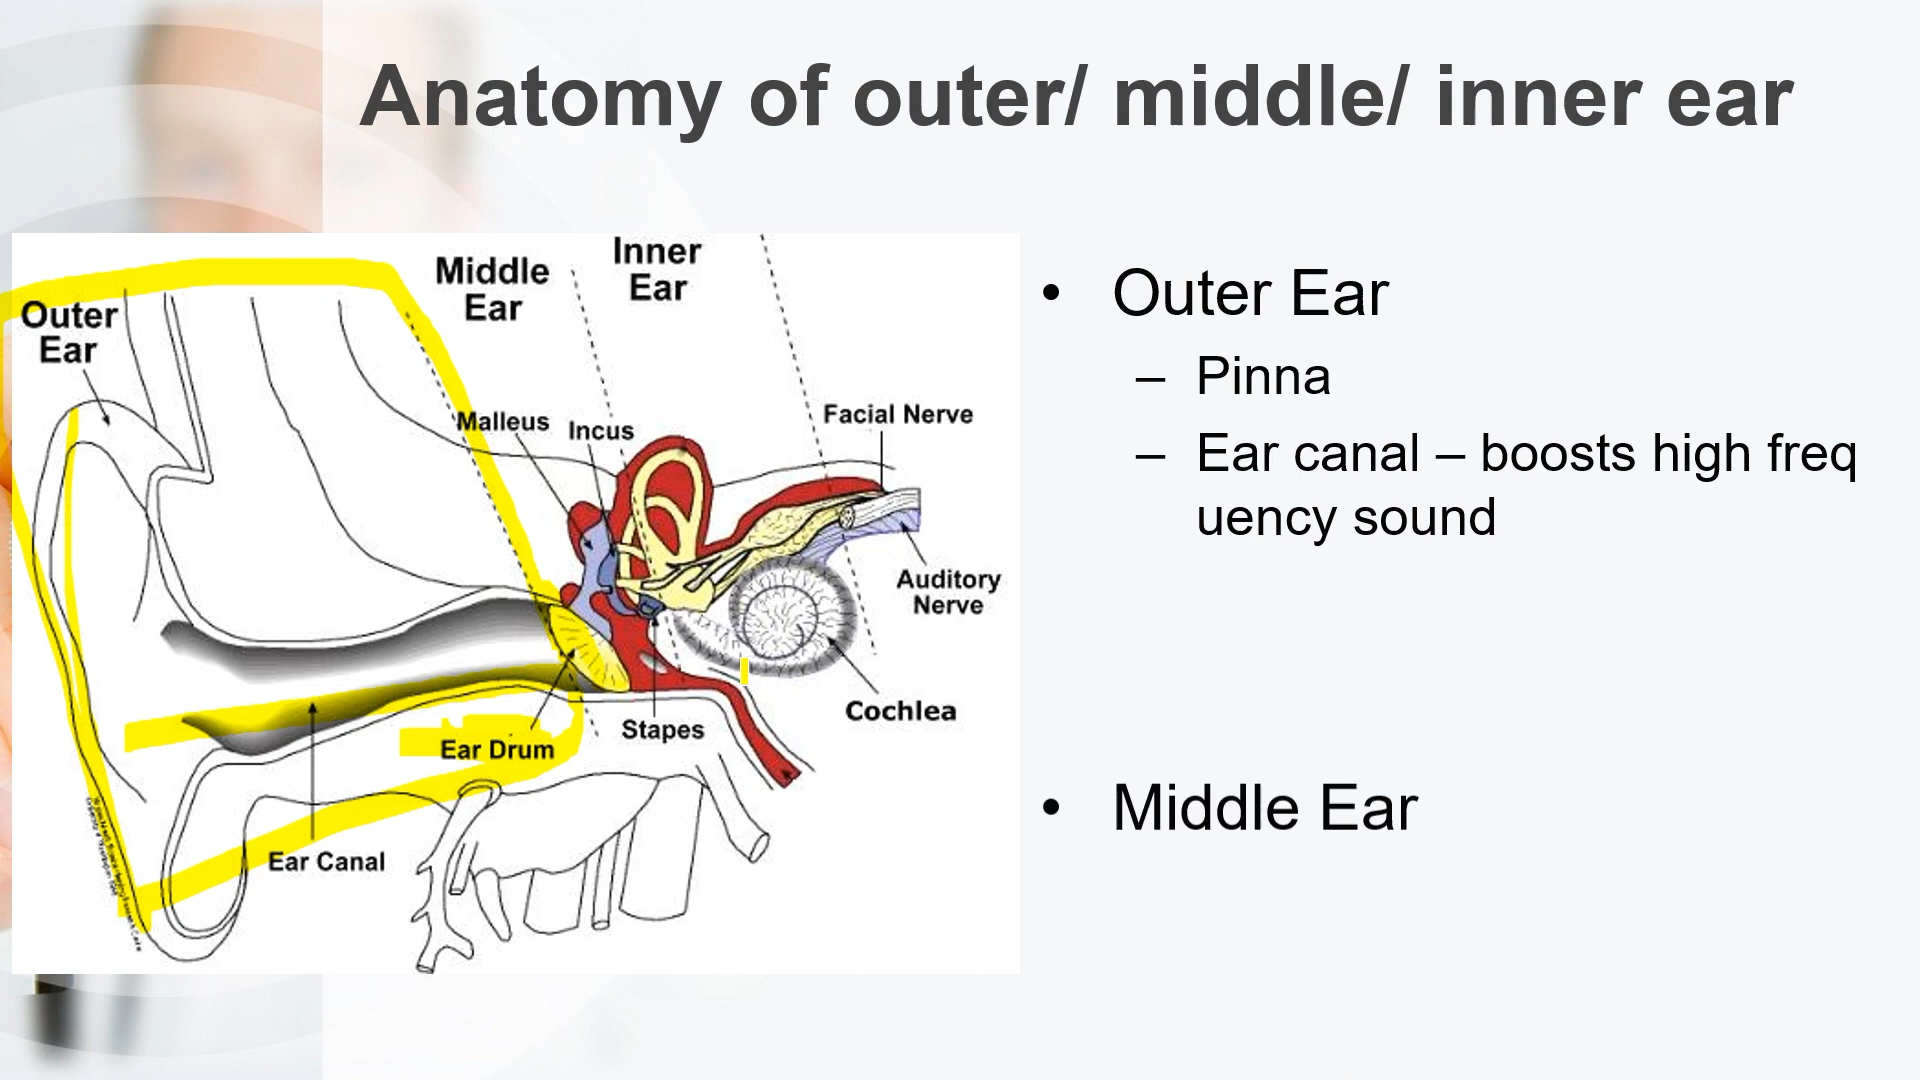 Anatomy of outer/ middle/ inner ear
Outer
Ear
Middle
Ear
Inner
Ear
Malleus
Incus
Facial Nerve
Auditory
Nerve
Cochlea
Stapes
Ear Drum
Ear Canal
• Outer Ear
– Pinna
– Ear canal – boosts high freq
uency sound
• Middle Ear